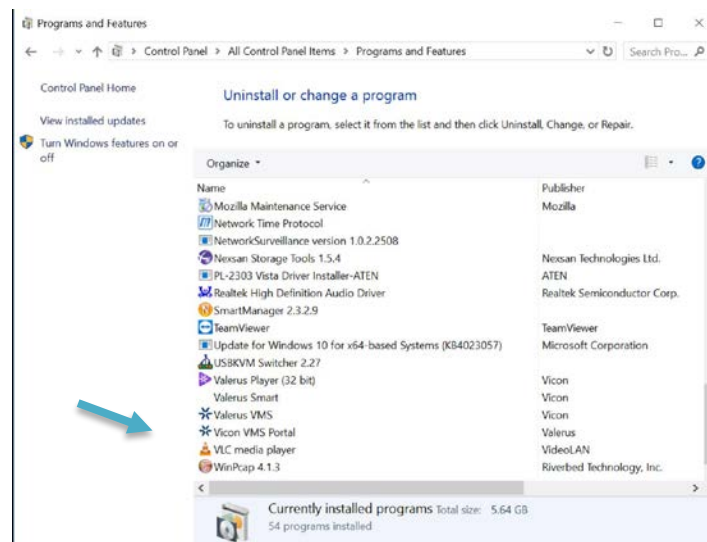 Programs and Features
Control Panel > All Control Panel Items > Programs and Features
Search Pro...
Control Panel Home
View installed updates
Turn Windows features on or
off
Uninstall or change a program
To uninstall a program, select it from the list and then click Uninstall, Change, or Repair.
Organize
Name Publisher
Mozilla Maintenance Service Mozilla
Network Time Protocol
NetworkSurveillance version 1.0.2.2508
Nexsan Storage Tools 1.5.4 Nexsan Technologies Ltd.
PL-2303 Vista Driver Installer-ATEN ATEN
Realtek High Definition Audio Driver Realtek Semiconductor Corp.
SmartManager 2.3.2.9
TeamViewer TeamViewer
Update for Windows 10 for x64-based Systems (KB4023057) Microsoft Corporation
USBKVM Switcher 2.27
Valerus Player (32 bit) Vicon
Valerus Smart Vicon
Valerus VMS Vicon
Vicon VMS Portal Valerus
VLC media player VideoLAN
WinPcap 4.1.3 Riverbed Technology, Inc.
Currently installed programs Total size: 5.64 GB
54 programs installed